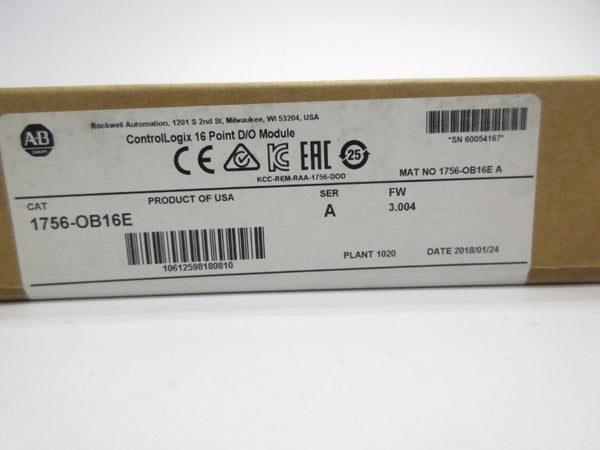 A-B
QUALITY
Rockwell Automation, 1201 S 2nd St, Milwaukee, WI 53204, USA
ControlLogix 16 Point D/O Module
CE EAC 25
KCC-REM-RAA-1756-DOD
*SN 60054167*
MAT NO 1756-OB16E A
CAT
PRODUCT OF USA
SER
FW
1756-OB16E
A
3.004
10612598180810
PLANT 1020
DATE 2018/01/24